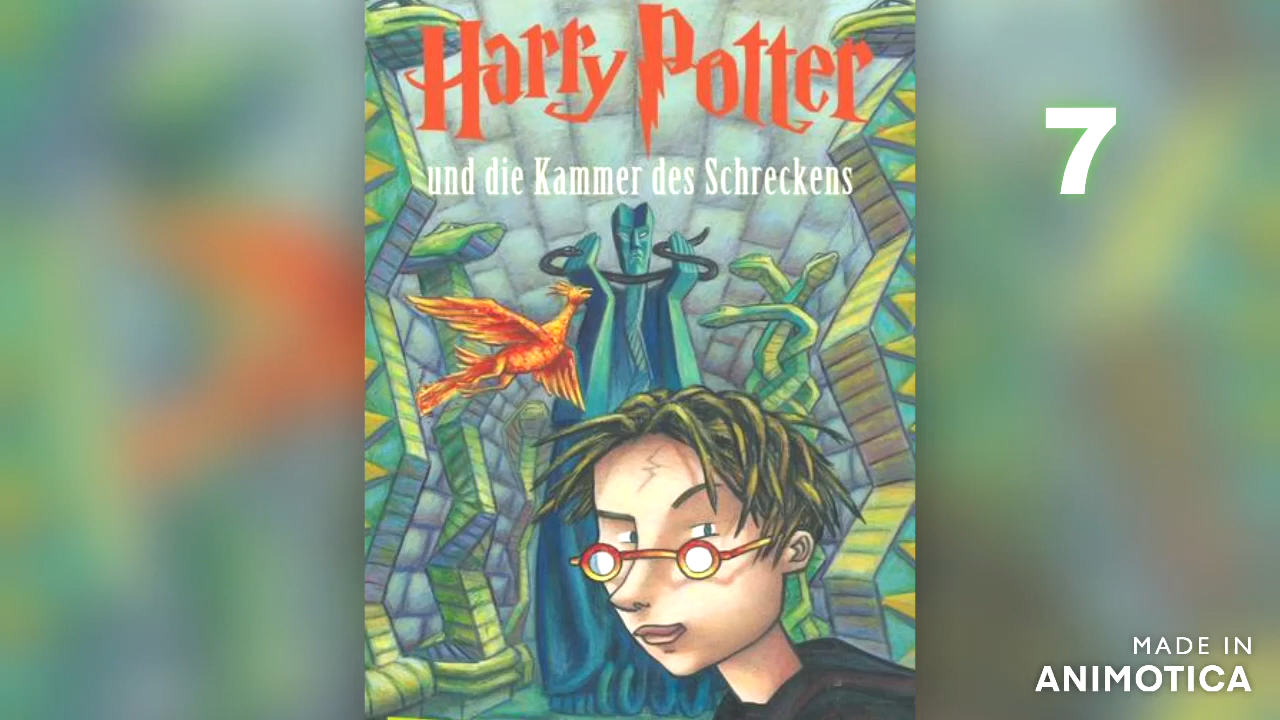 Harry Potter
und die Kammer des Schreckens
7
MADE IN
ANIMOTICA